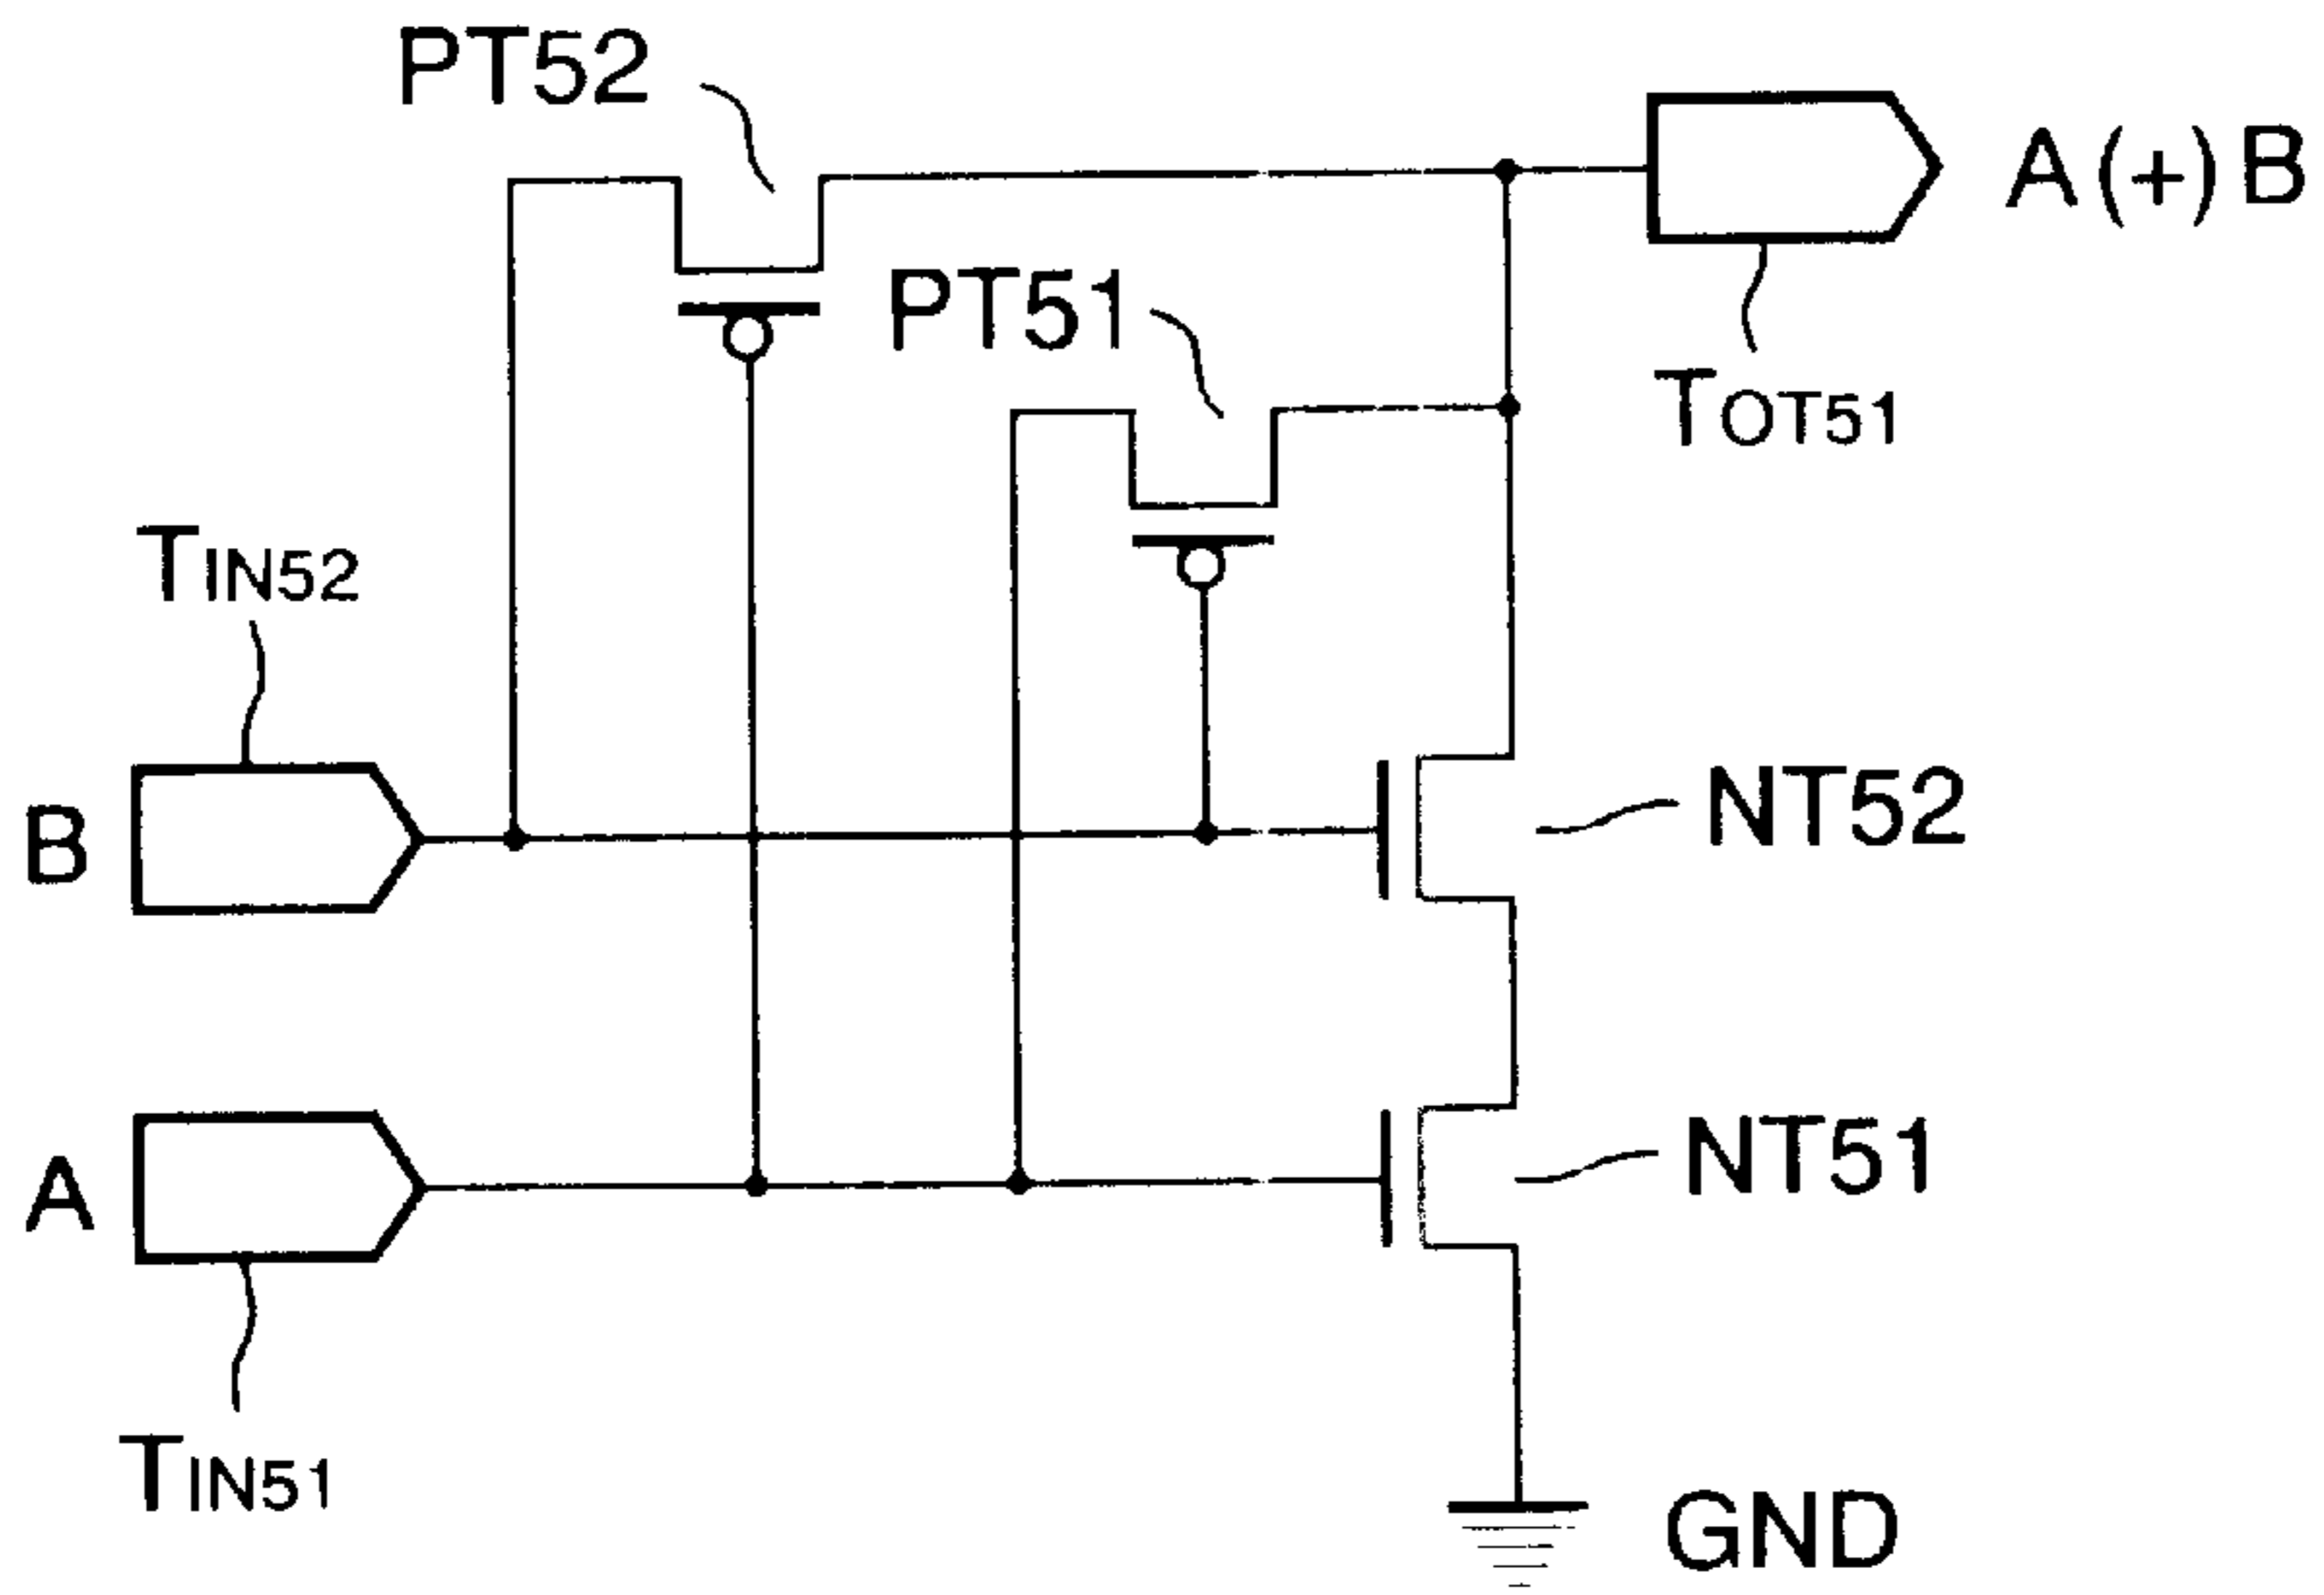 PT52
A (+) B
PT51
TOT51
TIN52
B
NT52
A
NT51
TIN51
GND